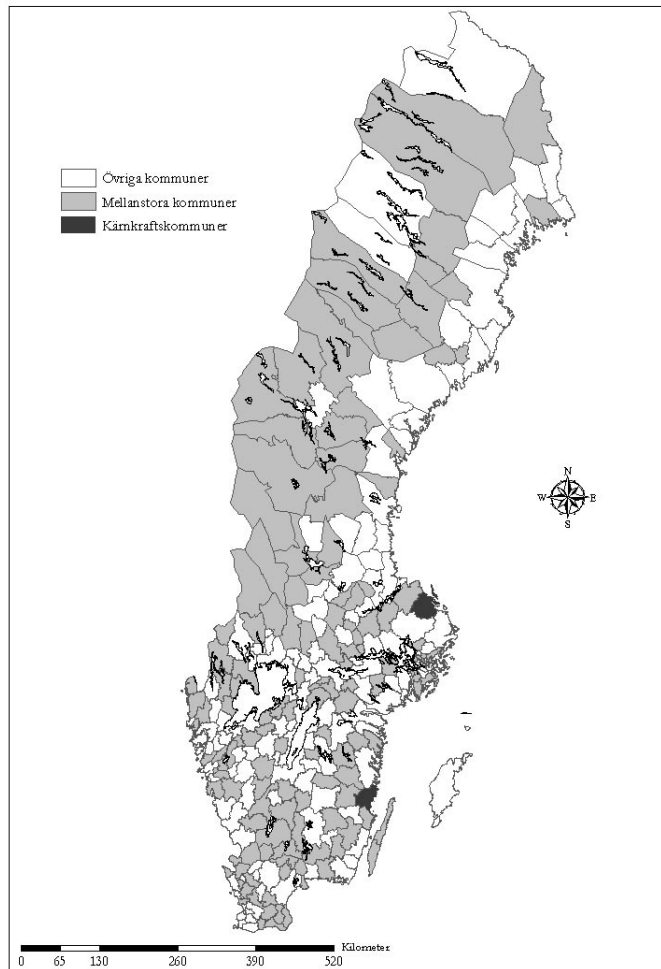 Övriga kommuner
Mellanstora kommuner
Kärnkraftskommuner
N
W E
S
Kilometer
0 65 130 260 390 520